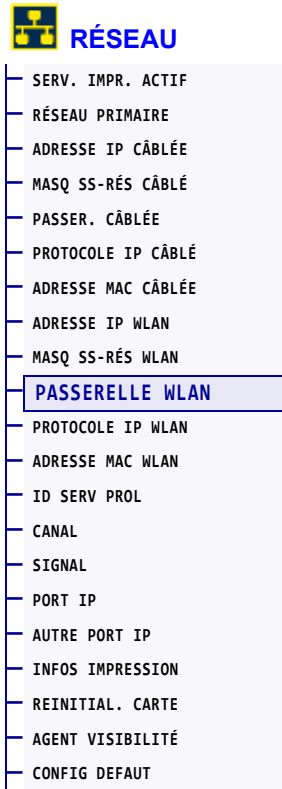 RÉSEAU
SERV. IMPR. ACTIF
RÉSEAU PRIMAIRE
ADRESSE IP CÂBLÉE
MASQ SS-RÉS CÂBLÉ
PASSER. CÂBLÉE
PROTOCOLE IP CÂBLÉ
ADRESSE MAC CÂBLÉE
ADRESSE IP WLAN
MASQ SS-RÉS WLAN
PASSERELLE WLAN
PROTOCOLE IP WLAN
ADRESSE MAC WLAN
ID SERV PROL
CANAL
SIGNAL
PORT IP
AUTRE PORT IP
INFOS IMPRESSION
REINITIAL. CARTE
AGENT VISIBILITÉ
CONFIG DEFAUT